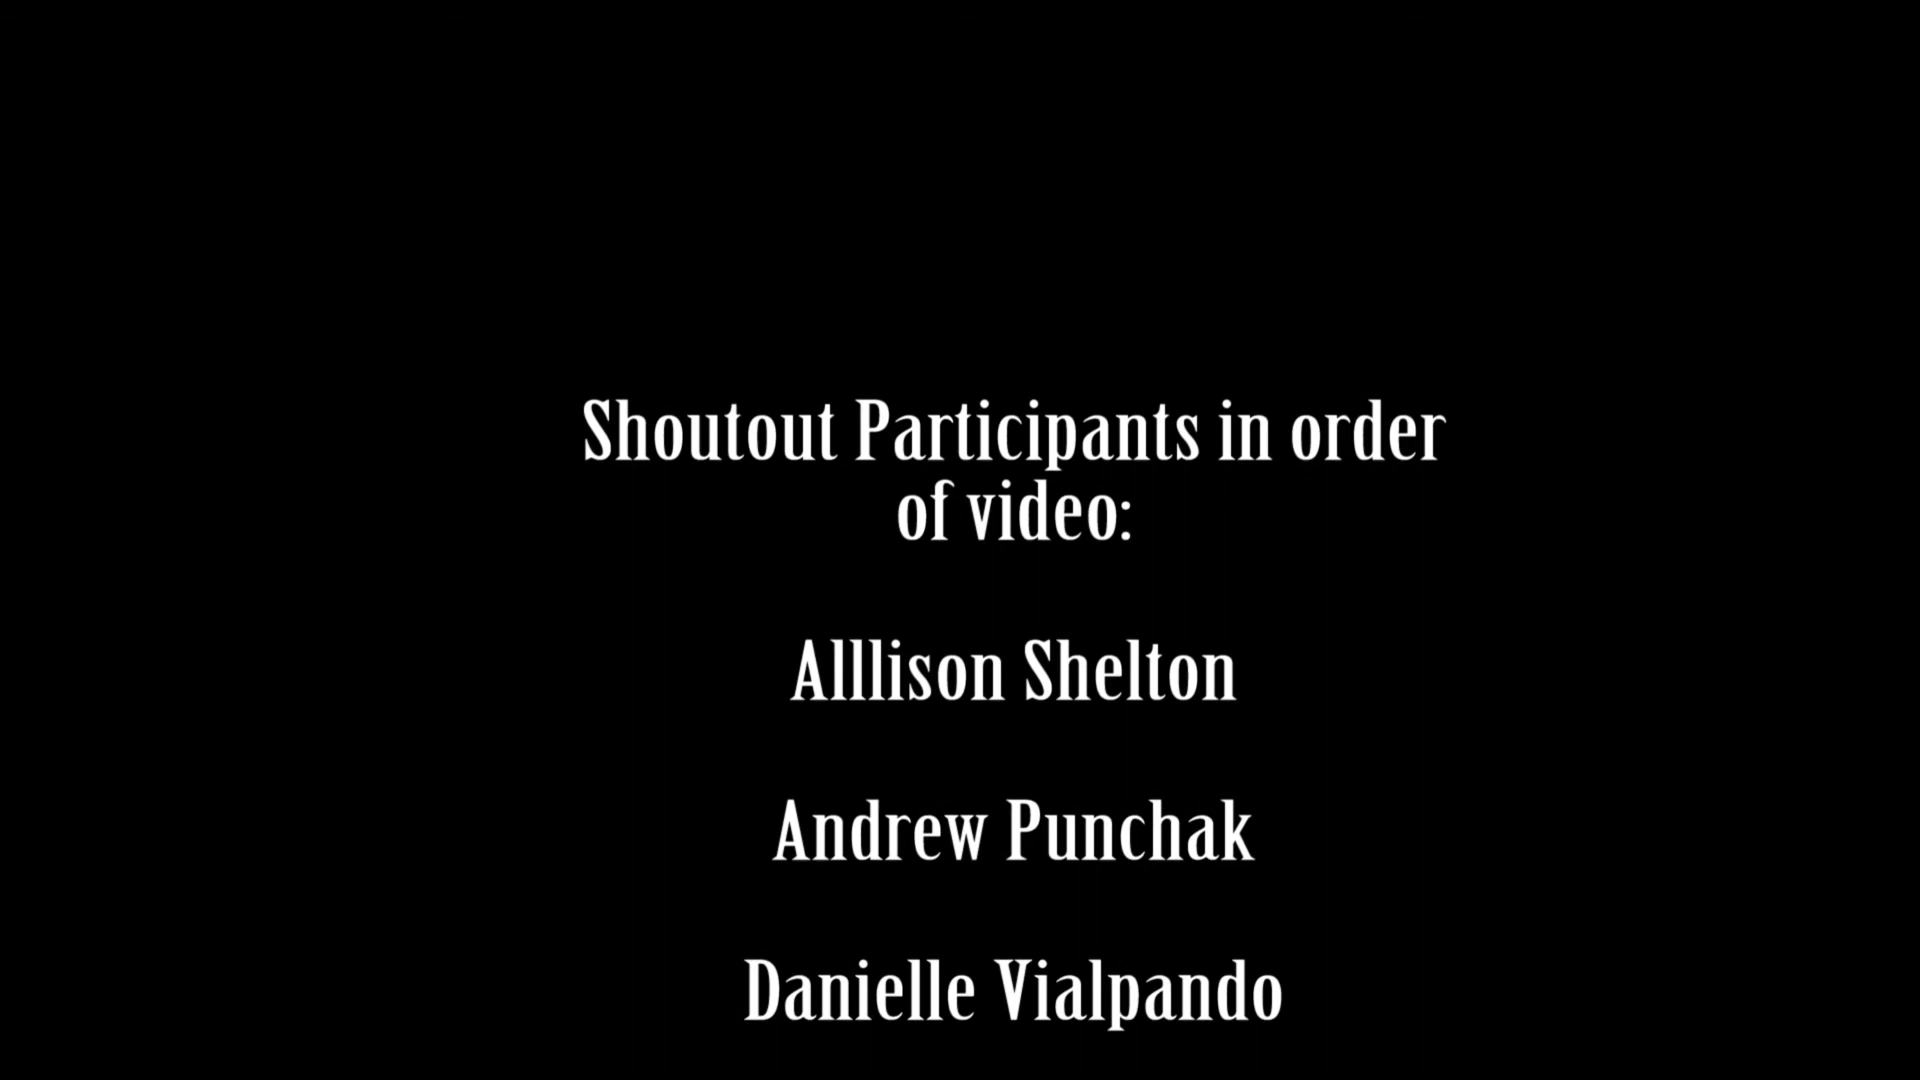 Shoutout Participants in order
of video:
Alllison Shelton
Andrew Punchak
Danielle Vialpando